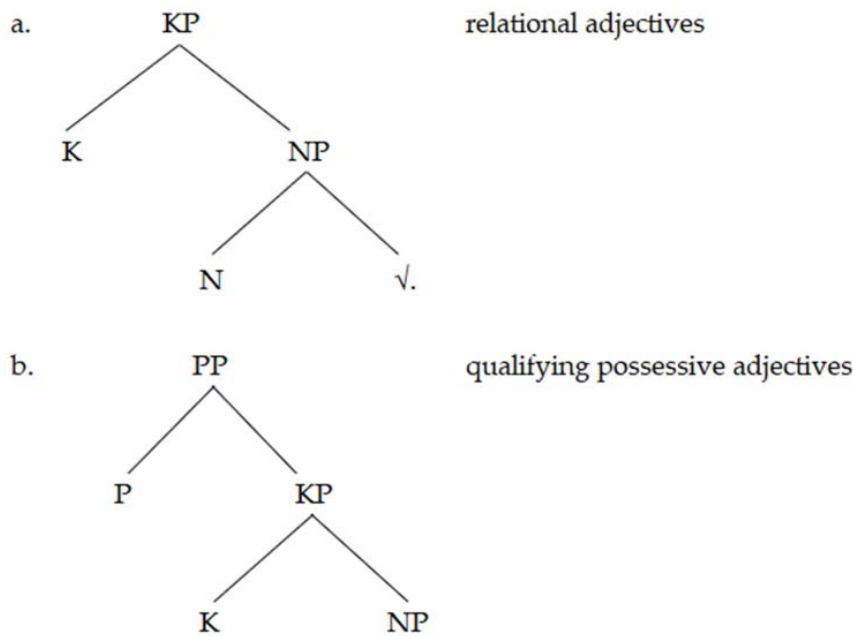 a. KP relational adjectives
K NP
N √.
b. PP qualifying possessive adjectives
P KP
K NP